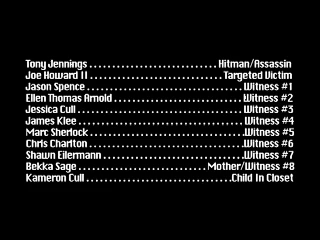 Tony Jennings . . . . . . . . . . . . . . . . . . . . . . . . . . . . Hitman/Assassin
Joe Howard II . . . . . . . . . . . . . . . . . . . . . . . . . . . . . Targeted Victim
Jason Spence . . . . . . . . . . . . . . . . . . . . . . . . . . . . . . . . . . Witness #1
Ellen Thomas Arnold . . . . . . . . . . . . . . . . . . . . . . . . . . . . Witness #2
Jessica Cull . . . . . . . . . . . . . . . . . . . . . . . . . . . . . . . . . . . . Witness #3
James Klee . . . . . . . . . . . . . . . . . . . . . . . . . . . . . . . . . . . . Witness #4
Marc Sherlock . . . . . . . . . . . . . . . . . . . . . . . . . . . . . . . . . . Witness #5
Chris Charlton . . . . . . . . . . . . . . . . . . . . . . . . . . . . . . . . . . Witness #6
Shawn Eilermann . . . . . . . . . . . . . . . . . . . . . . . . . . . . . . . Witness #7
Bekka Sage . . . . . . . . . . . . . . . . . . . . . . . . . . . . Mother/Witness #8
Kameron Cull . . . . . . . . . . . . . . . . . . . . . . . . . . . . . . . . Child In Closet